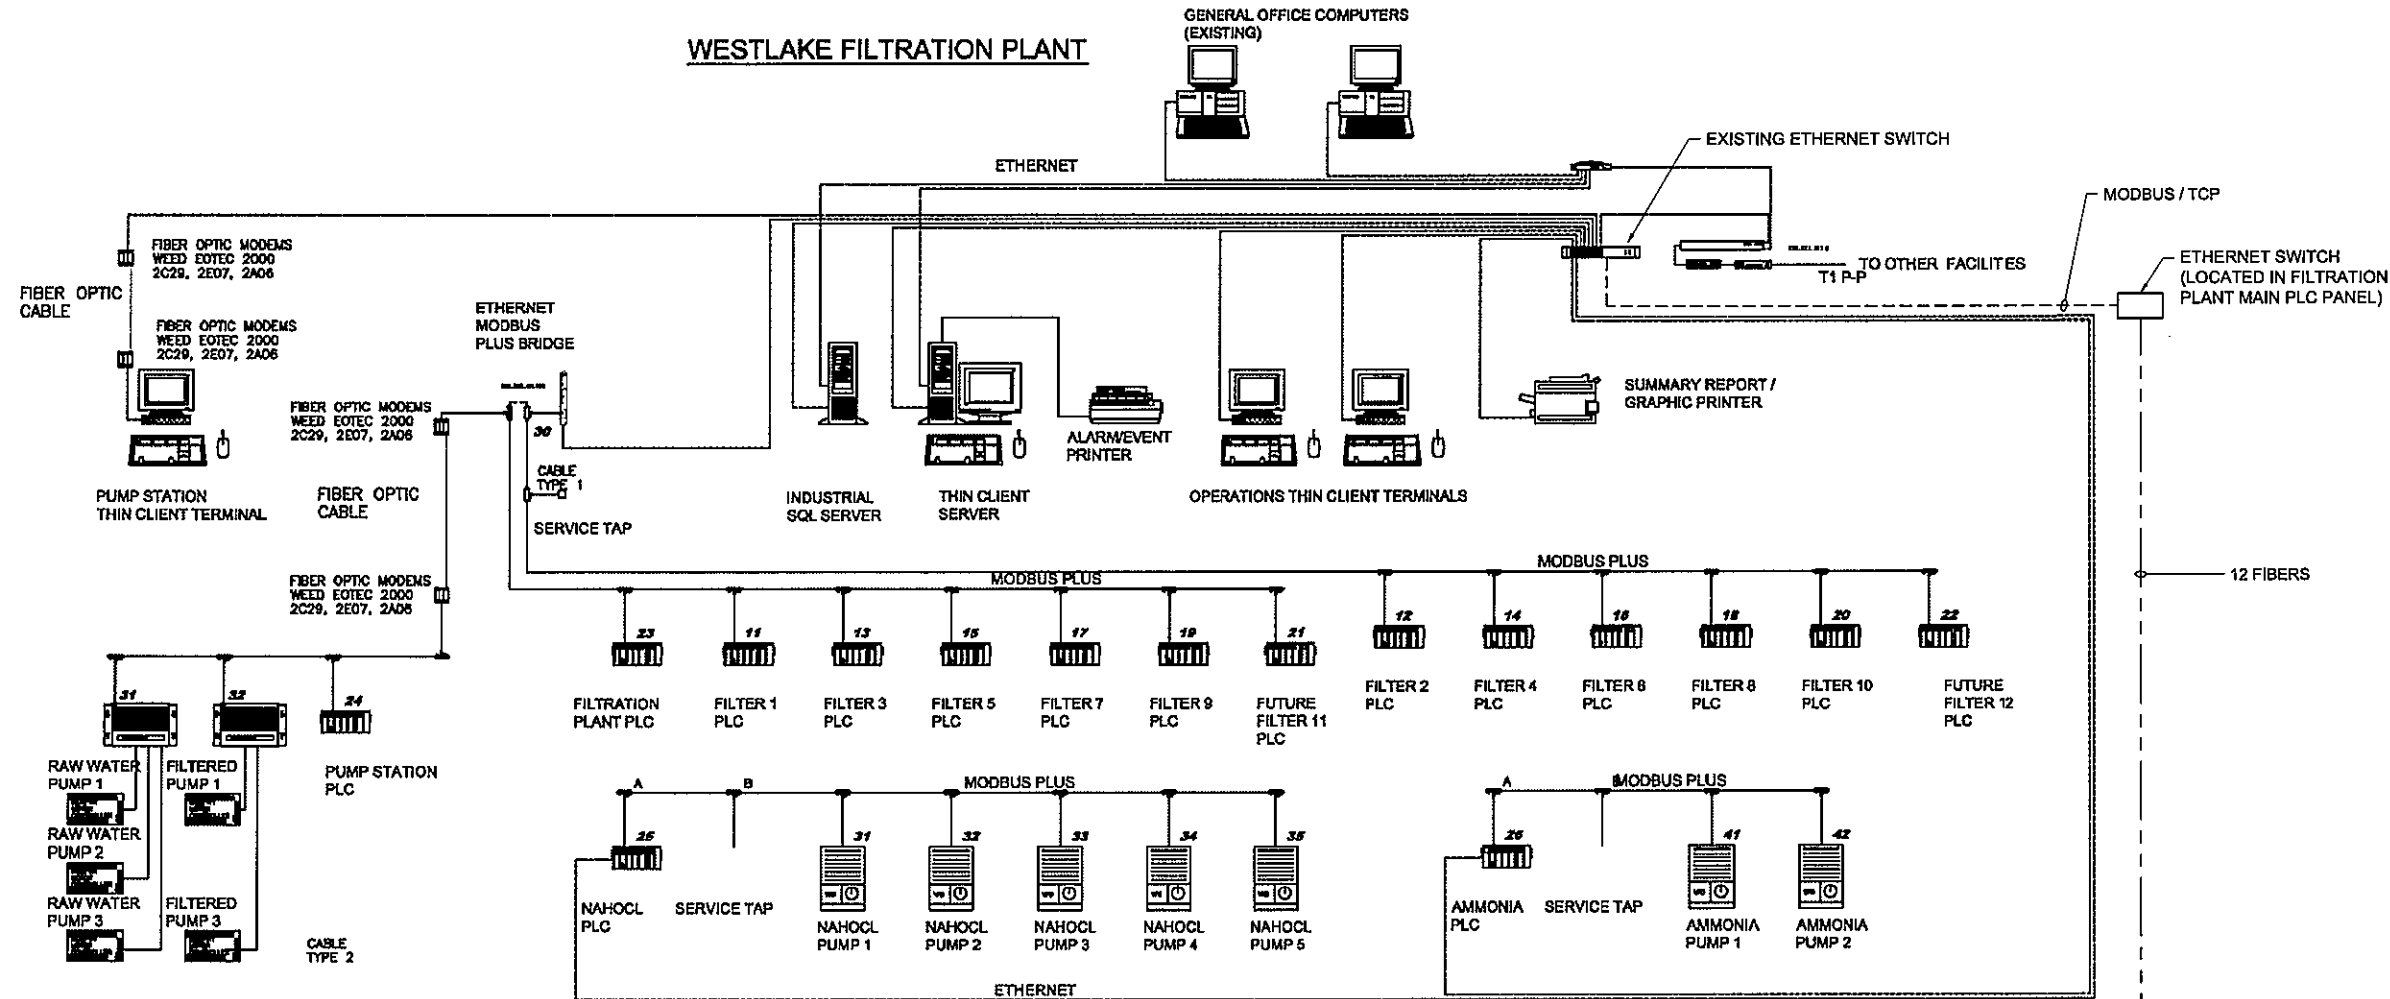 WESTLAKE FILTRATION PLANT
GENERAL OFFICE COMPUTERS
(EXISTING)
EXISTING ETHERNET SWITCH
ETHERNET
MODBUS / TCP
FIBER OPTIC MODEMS
WEED EOTEC 2000
2C29, 2E07, 2A06
FIBER OPTIC
CABLE
FIBER OPTIC MODEMS
WEED EOTEC 2000
2C29, 2E07, 2A06
TO OTHER FACILITES
T1 P-P
ETHERNET SWITCH
(LOCATED IN FILTRATION
PLANT MAIN PLC PANEL)
ETHERNET
MODBUS
PLUS BRIDGE
30
FIBER OPTIC MODEMS
WEED EOTEC 2000
2C29, 2E07, 2A06
SUMMARY REPORT /
GRAPHIC PRINTER
ALARM/EVENT
PRINTER
CABLE
TYPE 1
PUMP STATION
THIN CLIENT TERMINAL
FIBER OPTIC
CABLE
SERVICE TAP
INDUSTRIAL
SQL SERVER
THIN CLIENT
SERVER
OPERATIONS THIN CLIENT TERMINALS
MODBUS PLUS
MODBUS PLUS
12 FIBERS
FIBER OPTIC MODEMS
WEED EOTEC 2000
2C29, 2E07, 2A06
23
11
13
15
17
19
21
12
14
18
20
22
FILTRATION
PLANT PLC
FILTER 1
PLC
FILTER 3
PLC
FILTER 5
PLC
FILTER 7
PLC
FILTER 9
PLC
FUTURE
FILTER 11
PLC
FILTER 2
PLC
FILTER 4
PLC
FILTER 6
PLC
FILTER 8
PLC
FILTER 10
PLC
FUTURE
FILTER 12
PLC
31
32
24
RAW WATER
PUMP 1
FILTERED
PUMP 1
PUMP STATION
PLC
RAW WATER
PUMP 2
RAW WATER
PUMP 3
FILTERED
PUMP 3
CABLE
TYPE 2
A
B
MODBUS PLUS
25
31
32
33
34
35
NAHOCL
PLC
SERVICE TAP
NAHOCL
PUMP 1
NAHOCL
PUMP 2
NAHOCL
PUMP 3
NAHOCL
PUMP 4
NAHOCL
PUMP 5
A
MODBUS PLUS
26
41
42
AMMONIA
PLC
SERVICE TAP
AMMONIA
PUMP 1
AMMONIA
PUMP 2
ETHERNET